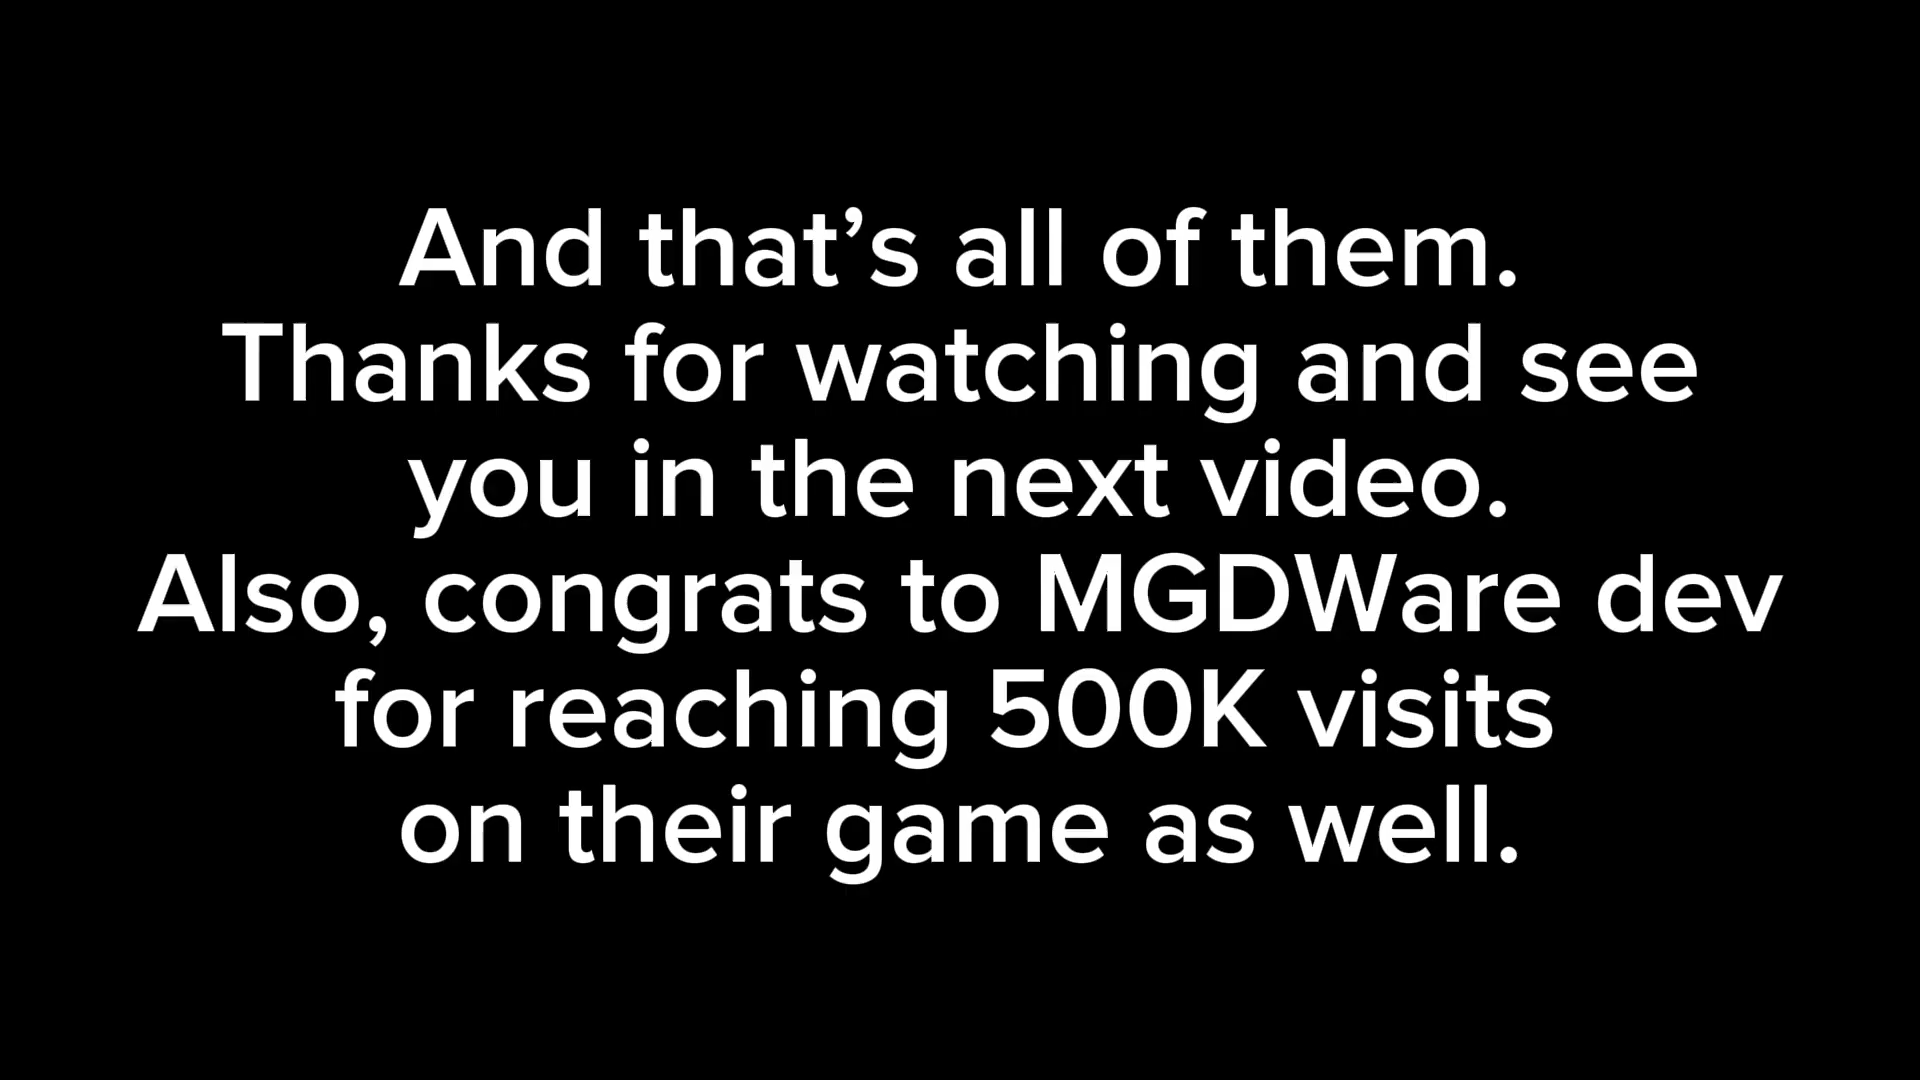 And that’s all of them.
Thanks for watching and see
you in the next video.
Also, congrats to MGDWare dev
for reaching 500K visits
on their game as well.